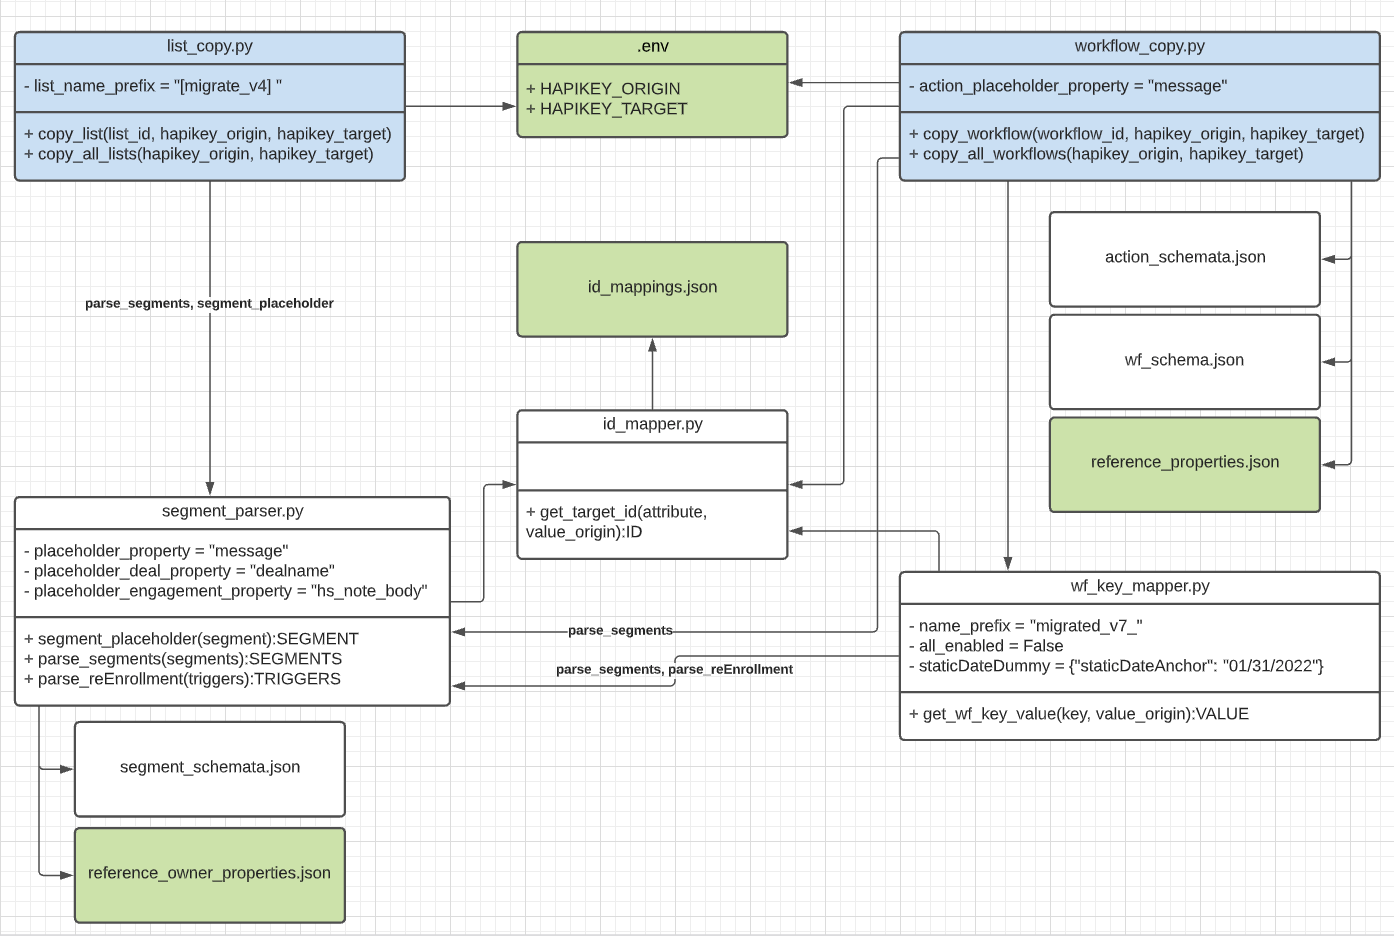 list_copy.py
- list_name_prefix = "[migrate_v4] "
+ copy_list(list_id, hapikey_origin, hapikey_target)
+ copy_all_lists(hapikey_origin, hapikey_target)
.env
+ HAPIKEY_ORIGIN
+ HAPIKEY_TARGET
workflow_copy.py
- action_placeholder_property = "message"
+ copy_workflow(workflow_id, hapikey_origin, hapikey_target)
+ copy_all_workflows(hapikey_origin, hapikey_target)
action_schemata.json
id_mappings.json
parse_segments, segment_placeholder
wf_schema.json
id_mapper.py
+ get_target_id(attribute,
value_origin):ID
reference_properties.json
segment_parser.py
- placeholder_property = "message"
- placeholder_deal_property = "dealname"
- placeholder_engagement_property = "hs_note_body"
+ segment_placeholder(segment):SEGMENT
+ parse_segments(segments):SEGMENTS
+ parse_reEnrollment(triggers):TRIGGERS
parse_segments
parse_segments, parse_reEnrollment
wf_key_mapper.py
- name_prefix = "migrated_v7_"
- all_enabled = False
- staticDateDummy = {"staticDateAnchor": "01/31/2022"}
+ get_wf_key_value(key, value_origin):VALUE
segment_schemata.json
reference_owner_properties.json